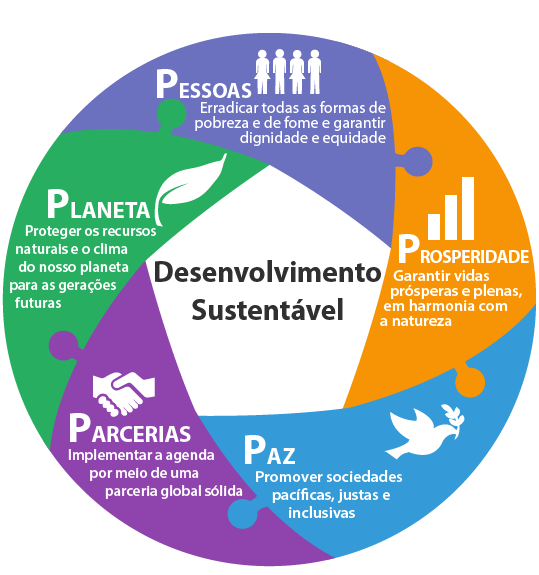 PESSOAS
Erradicar todas as formas de
pobreza e de fome e garantir
dignidade e equidade
PROSPERIDADE
Garantir vidas
prósperas e plenas,
em harmonia com
a natureza
PAZ
Promover sociedades
pacíficas, justas e
inclusivas
PARCERIAS
Implementar a agenda
por meio de uma
parceria global sólida
PLANETA
Proteger os recursos
naturais e o clima
do nosso planeta
para as gerações
futuras
Desenvolvimento
Sustentável